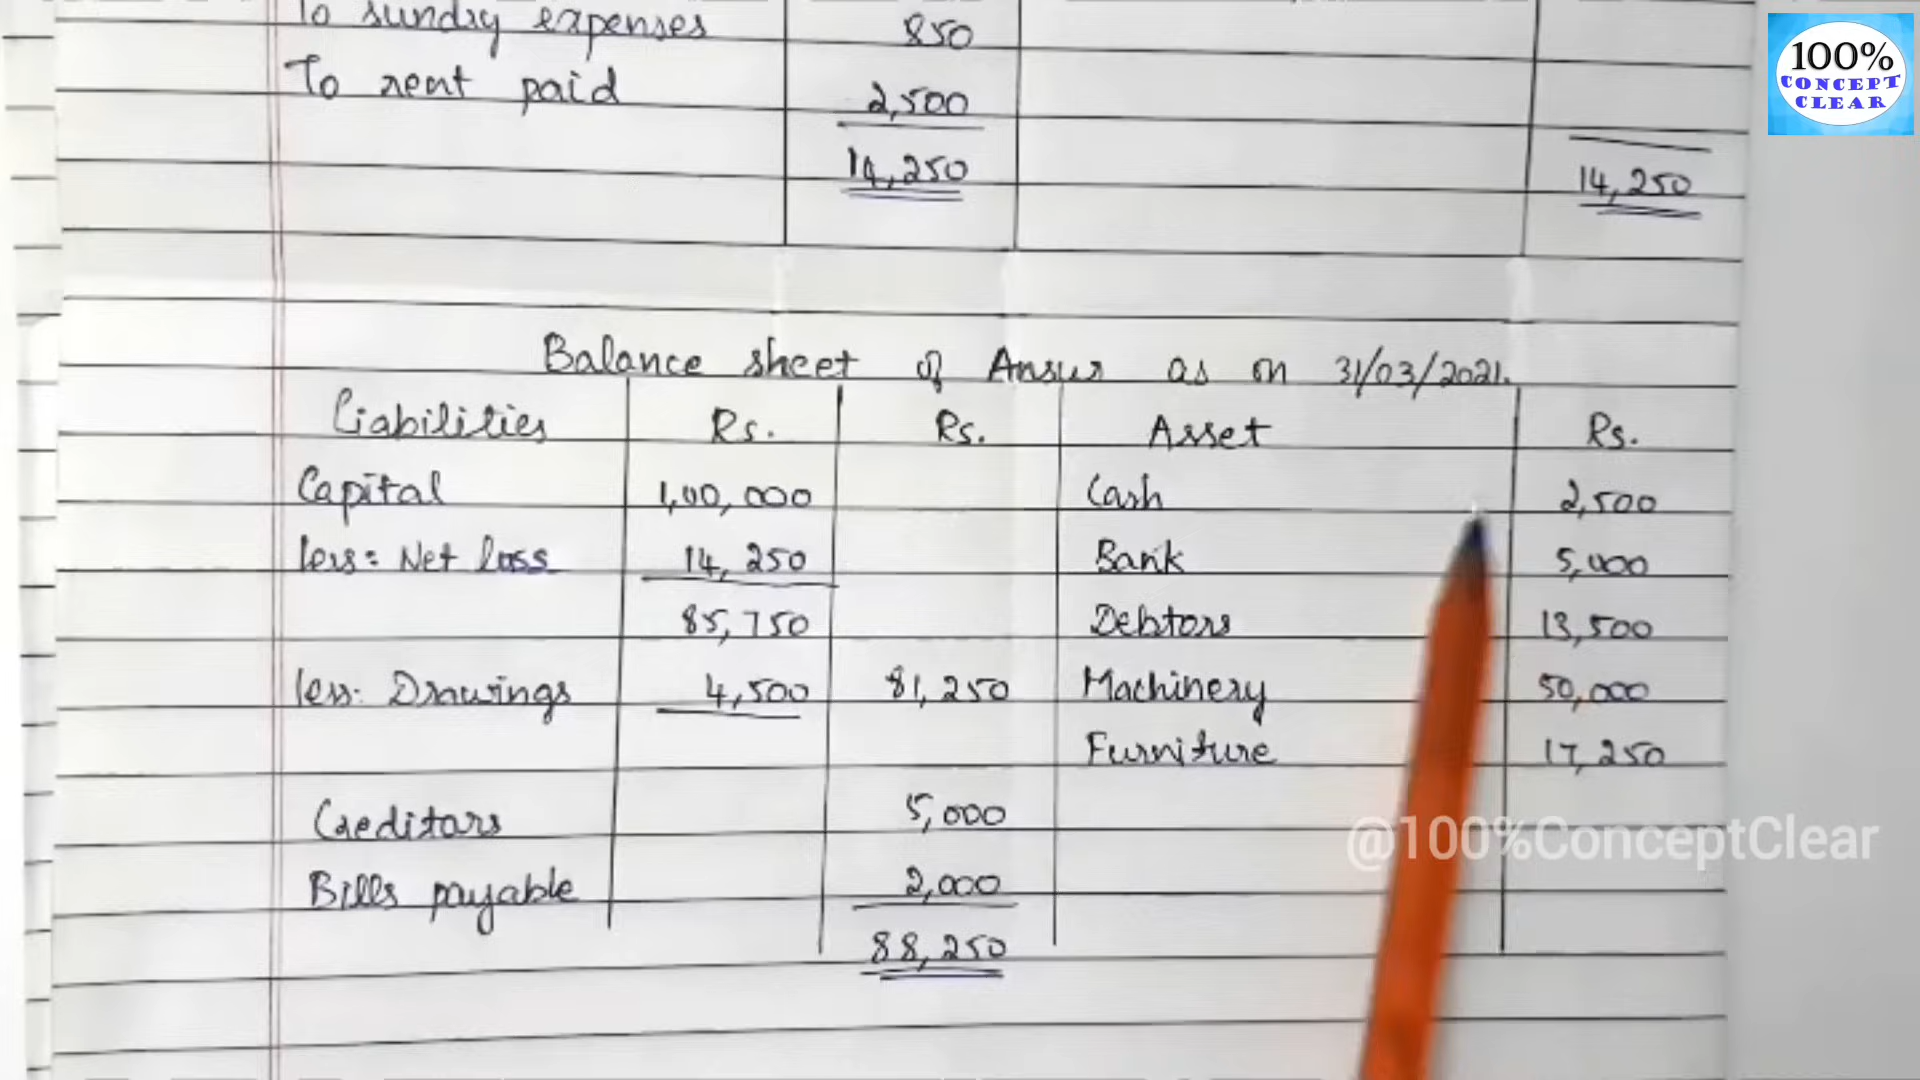 To sundry expenses 850
To rent paid 2,500
14,250 14,250
Balance sheet of Ansur as on 31/03/2021.
Liabilities Rs. Rs. Asset Rs.
Capital 1,00,000 Cash 2,500
less: Net loss 14,250 Bank 5,000
85,750 Debtors 13,500
less: Drawings 4,500 81,250 Machinery 50,000
Furniture 17,250
Creditors 5,000
Bills payable 2,000
88,250
100%
CONCEPT
CLEAR
@100%ConceptClear